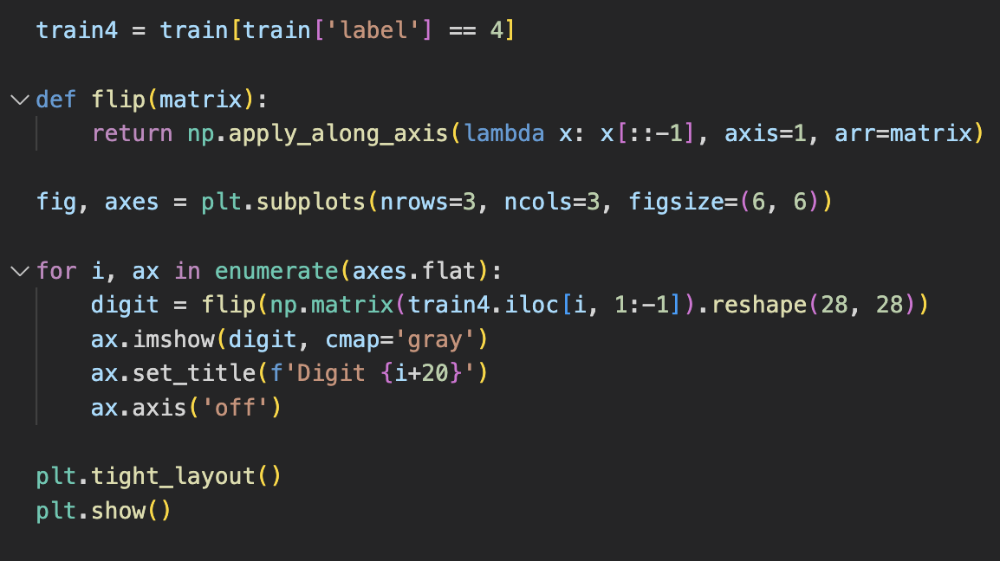 train4 = train[train['label'] == 4]
def flip(matrix):
    return np.apply_along_axis(lambda x: x[::-1], axis=1, arr=matrix)
fig, axes = plt.subplots(nrows=3, ncols=3, figsize=(6, 6))
for i, ax in enumerate(axes.flat):
    digit = flip(np.matrix(train4.iloc[i, 1:-1]).reshape(28, 28))
    ax.imshow(digit, cmap='gray')
    ax.set_title(f'Digit {i+20}')
    ax.axis('off')
plt.tight_layout()
plt.show()